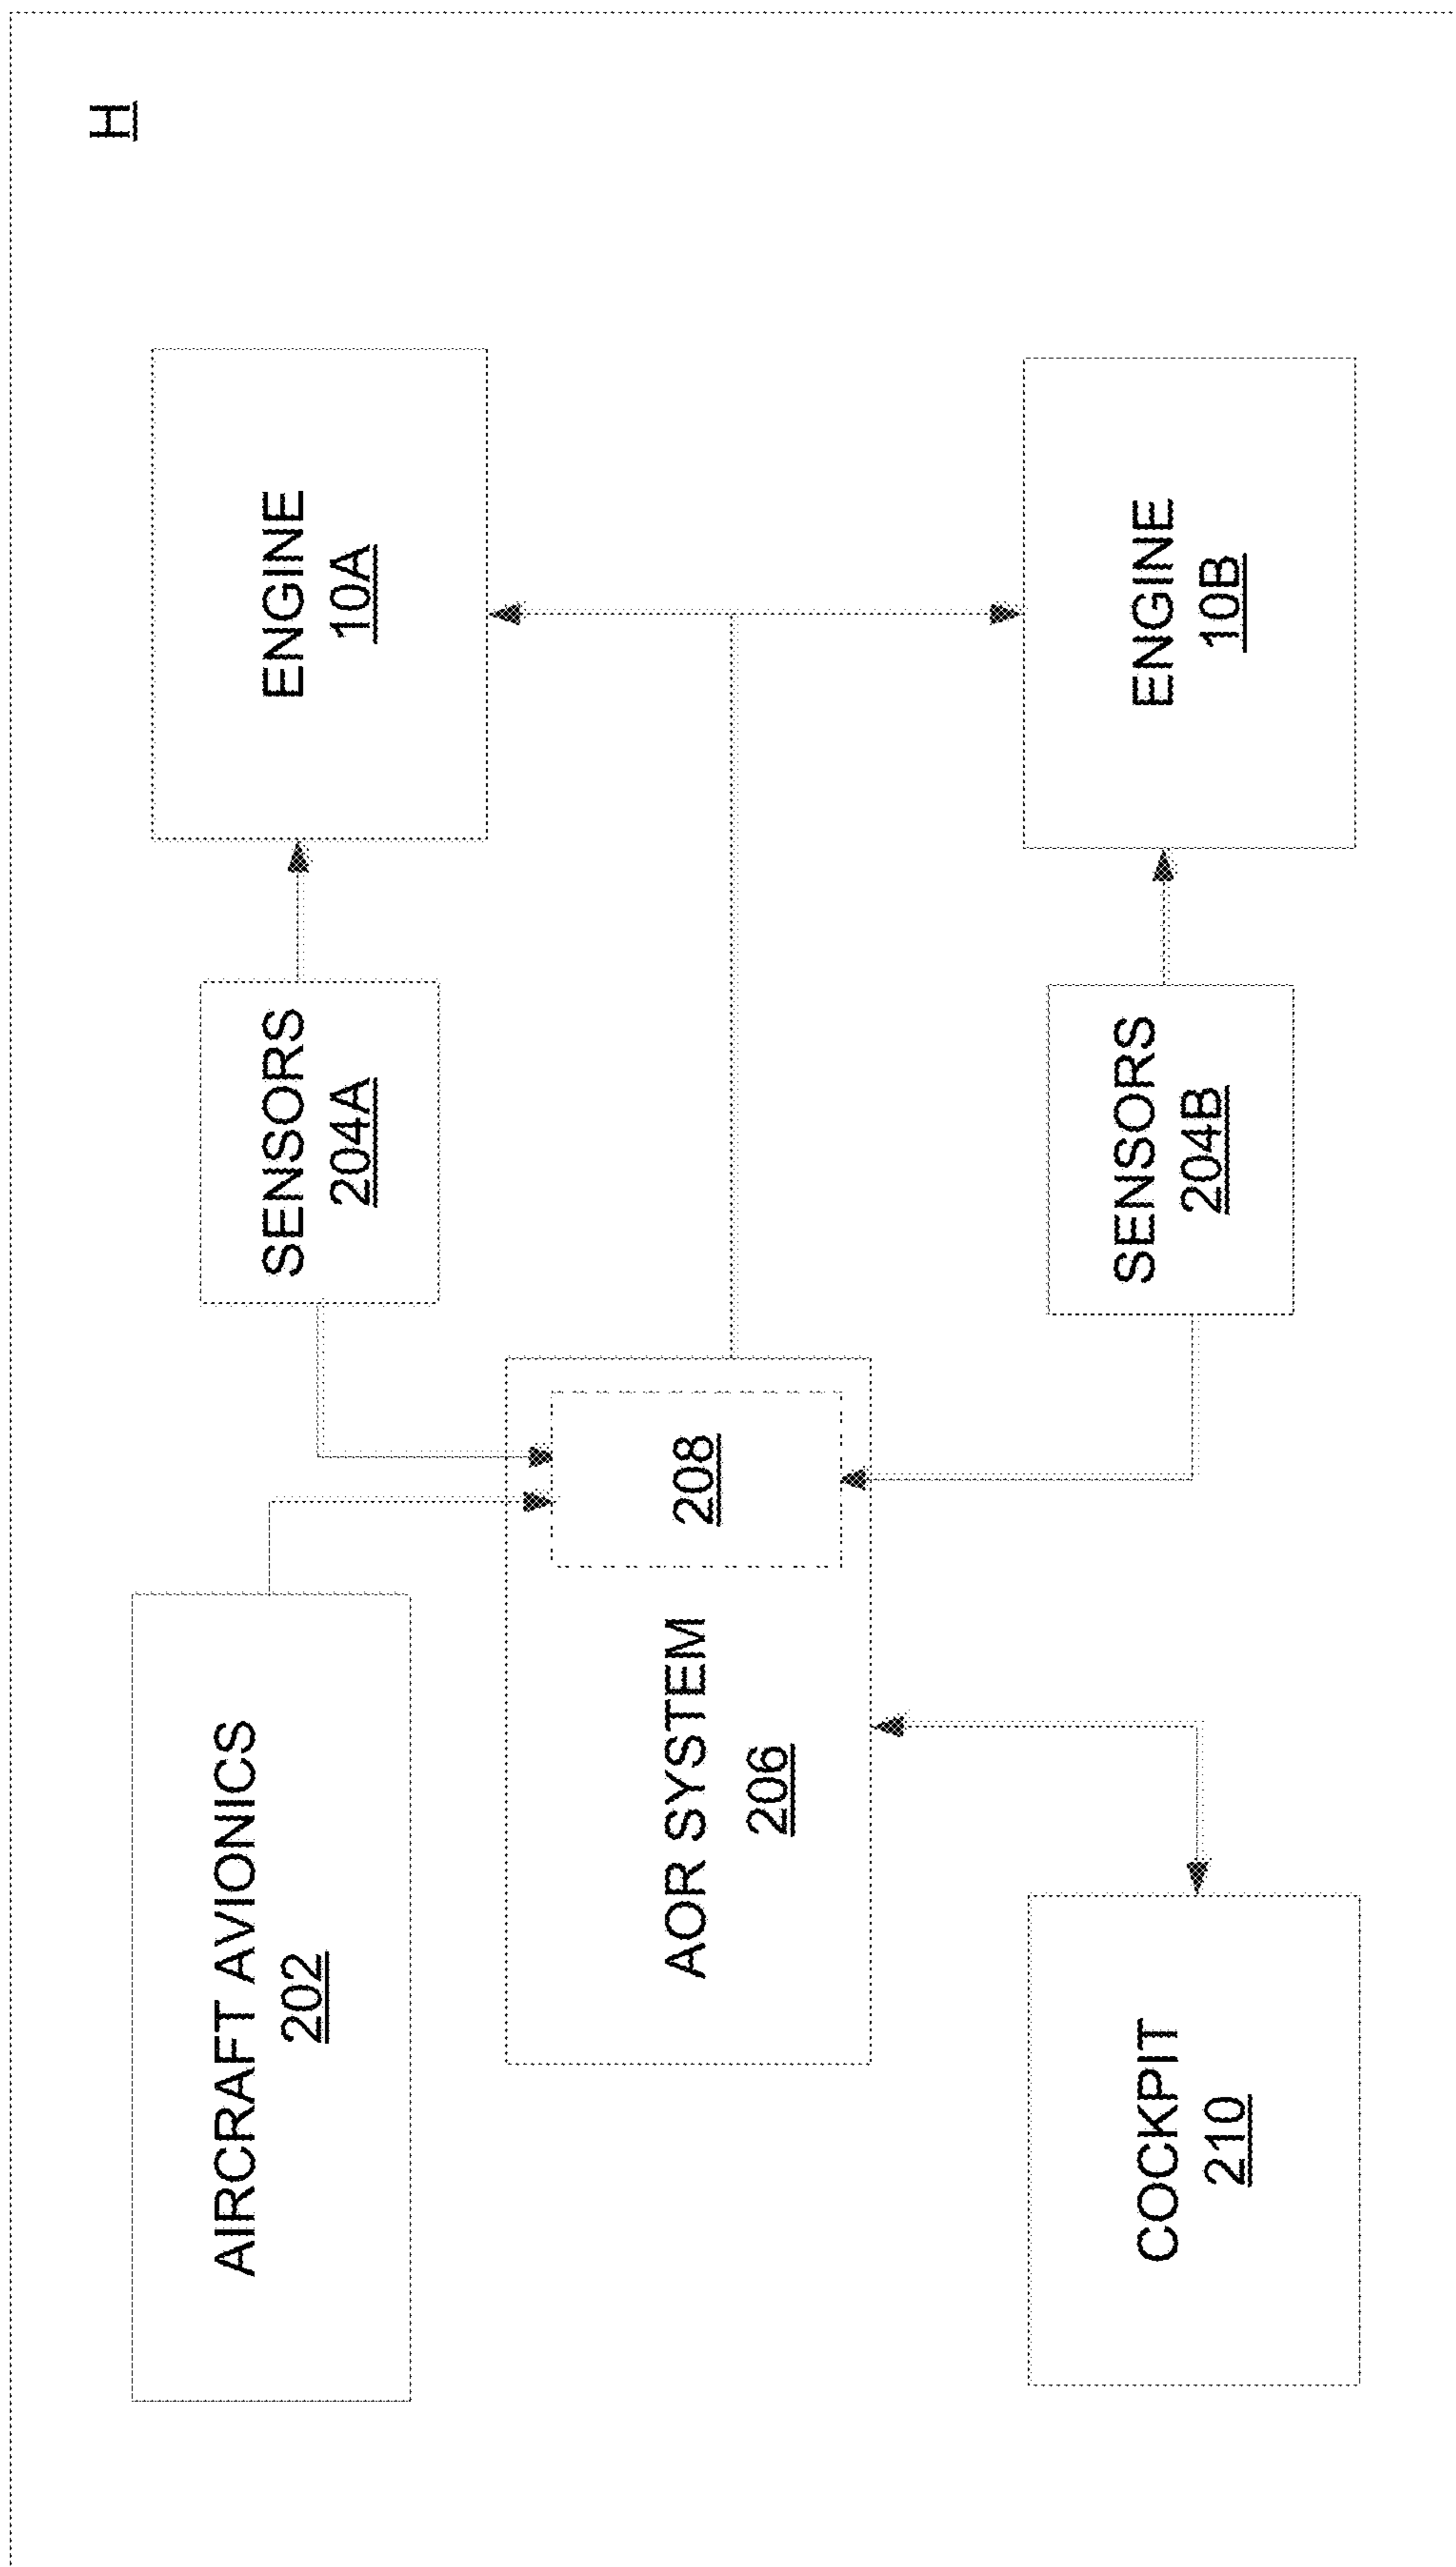 H
AIRCRAFT AVIONICS
202
SENSORS
204A
ENGINE
10A
AOR SYSTEM
206
208
COCKPIT
210
SENSORS
204B
ENGINE
10B